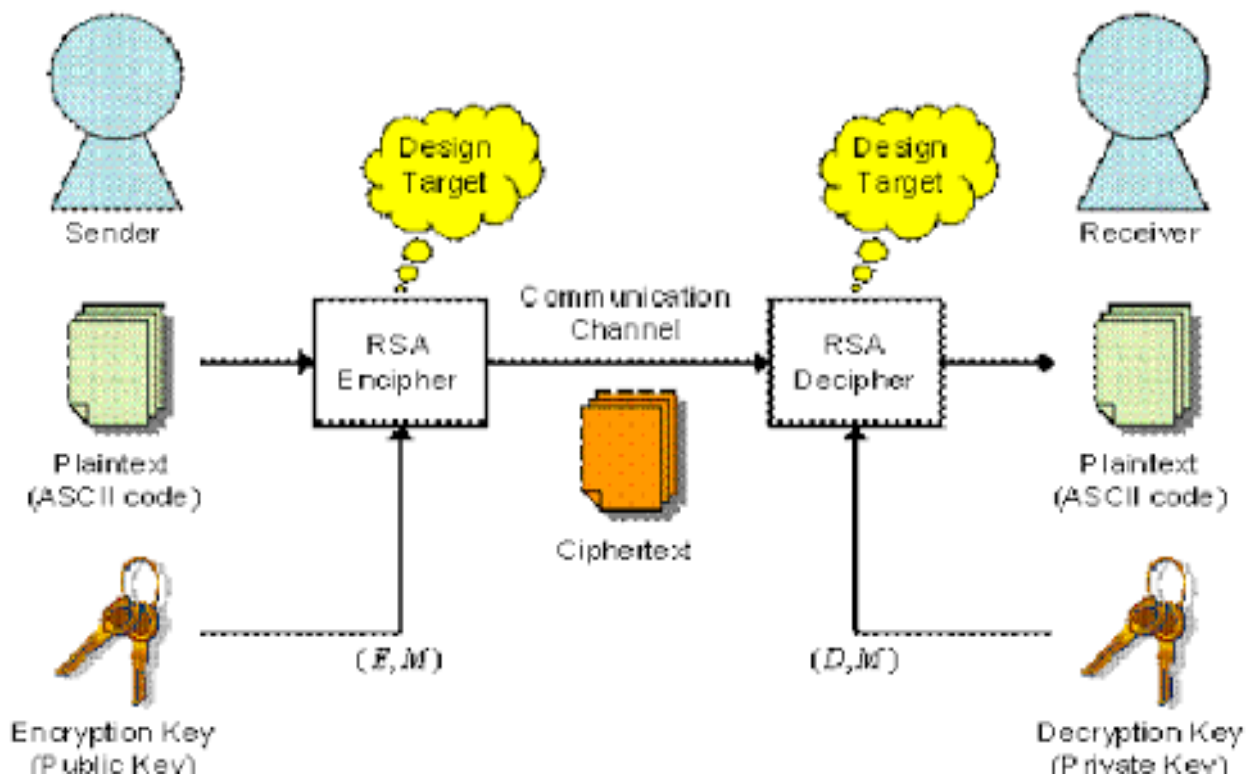 Design
Target
Design
Target
Sender
Receiver
Communication
Channel
RSA
Encipher
RSA
Decipher
Plaintext
(ASCII code)
Ciphertext
Plaintext
(ASCII code)
(E,M)
(D,M)
Encryption Key
(Public Key)
Decryption Key
(Private Key)